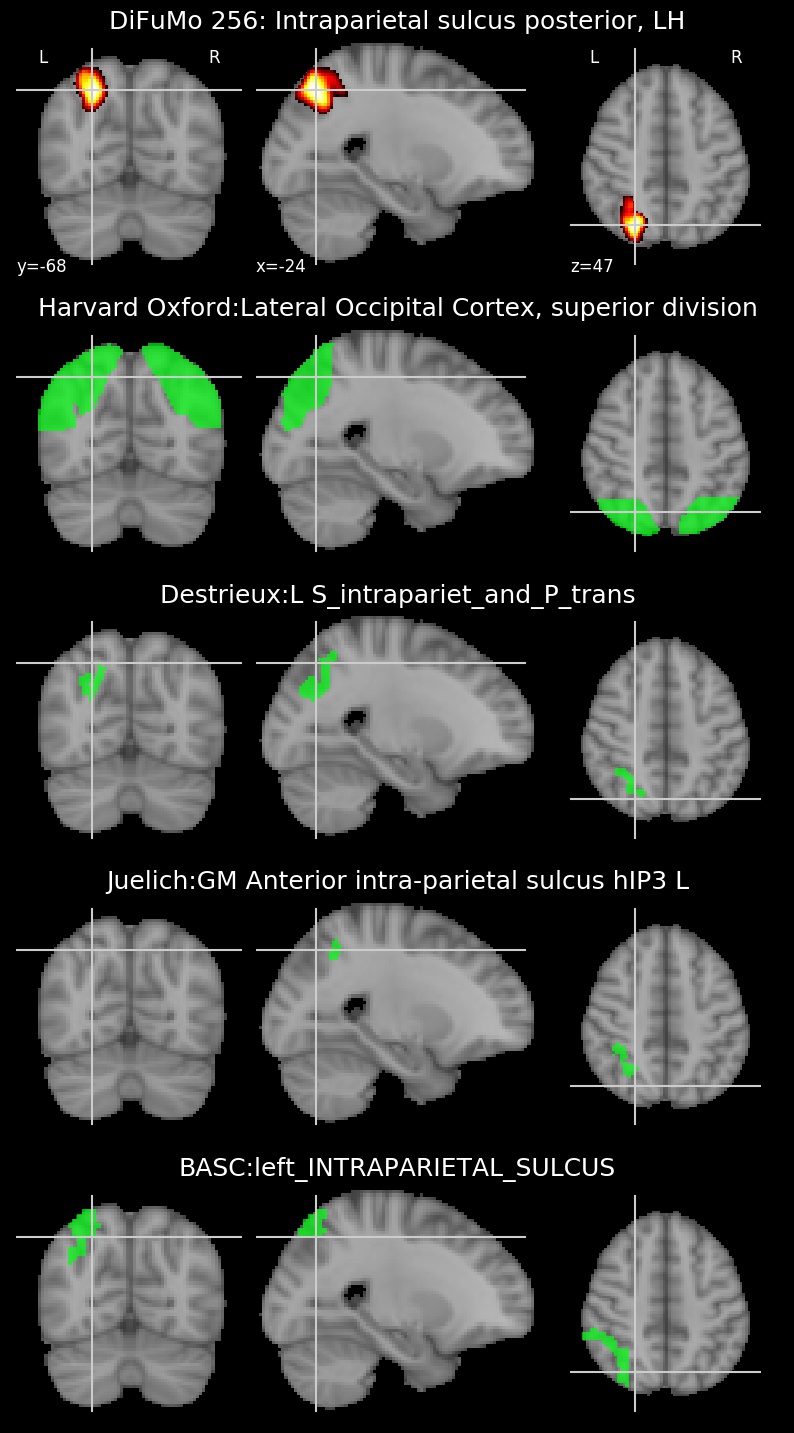 DiFuMo 256: Intraparietal sulcus posterior, LH
L R L R
y=-68 x=-24 z=47
Harvard Oxford:Lateral Occipital Cortex, superior division
Destrieux:L S_intrapariet_and_P_trans
Juelich:GM Anterior intra-parietal sulcus hIP3 L
BASC:left_INTRAPARIETAL_SULCUS